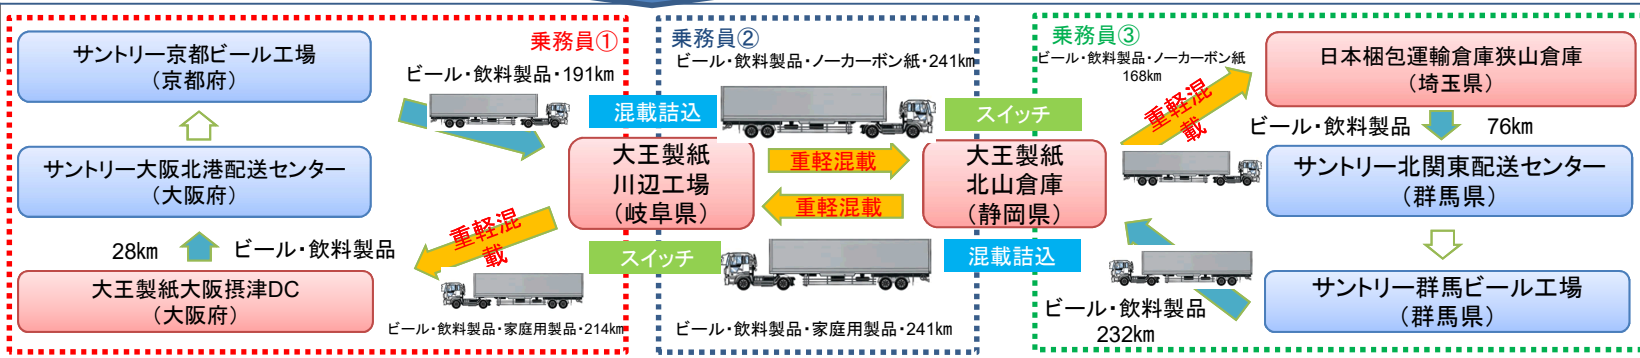 乗務員①
サントリー京都ビール工場
（京都府）
ビール・飲料製品・191㎞
サントリー大阪北港配送センター
（大阪府）
28㎞
ビール・飲料製品
大王製紙大阪摂津DC
（大阪府）
重軽混
載
ビール・飲料製品・家庭用製品・214㎞
混載詰込
大王製紙
川辺工場
（岐阜県）
スイッチ
乗務員②
ビール・飲料製品・ノーカーボン紙・241㎞
重軽混載
重軽混載
ビール・飲料製品・家庭用製品・241㎞
スイッチ
大王製紙
北山倉庫
（静岡県）
混載詰込
乗務員③
ビール・飲料製品・ノーカーボン紙
168㎞
重軽混
載
日本梱包運輸倉庫狭山倉庫
（埼玉県）
ビール・飲料製品
76㎞
サントリー北関東配送センター
（群馬県）
サントリー群馬ビール工場
（群馬県）
ビール・飲料製品
232㎞